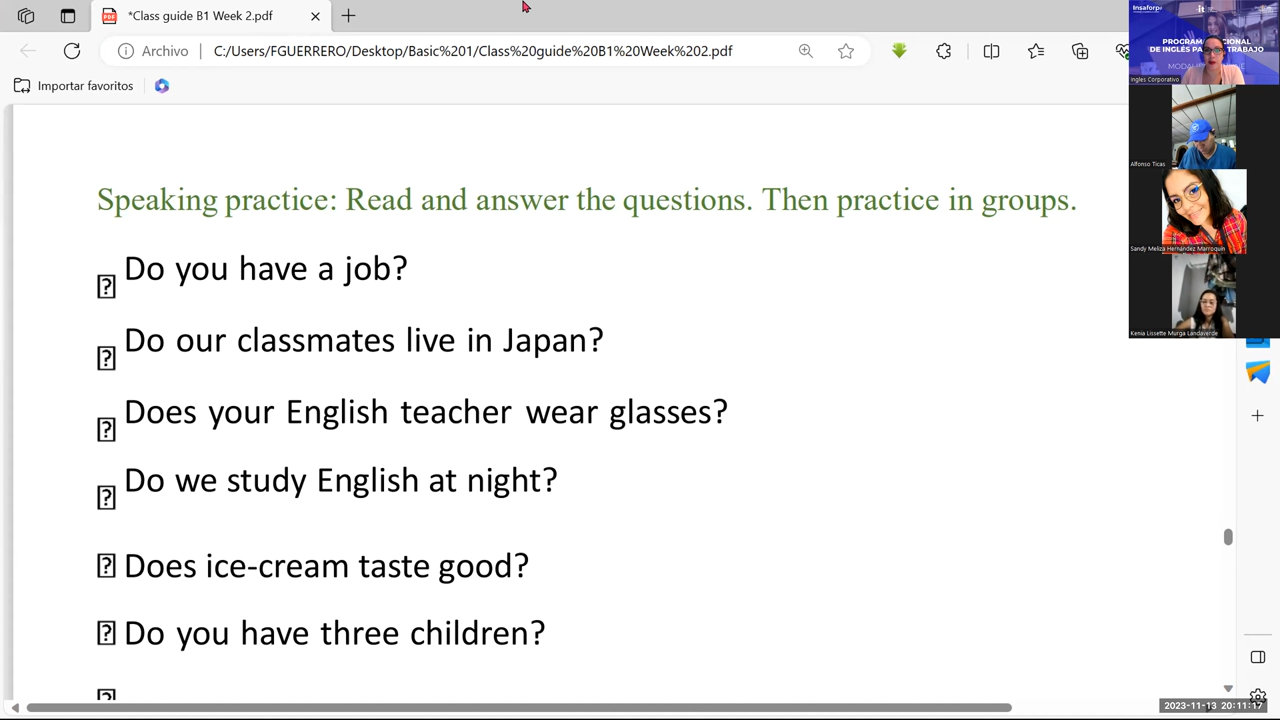 *Class guide B1 Week 2.pdf
Archivo
C:/Users/FGUERRERO/Desktop/Basic%201/Class%20guide%20B1%20Week%202.pdf
Importar favoritos
Speaking practice: Read and answer the questions. Then practice in groups.
Do you have a job?
Do our classmates live in Japan?
Does your English teacher wear glasses?
Do we study English at night?
Does ice-cream taste good?
Do you have three children?
Insaforp
Ingles Corporativo
Alfonso Ticas
Sandy Meliza Hernández Marroquin
Kenia Lissette Murga Landaverde
2023-11-13 20:11:17